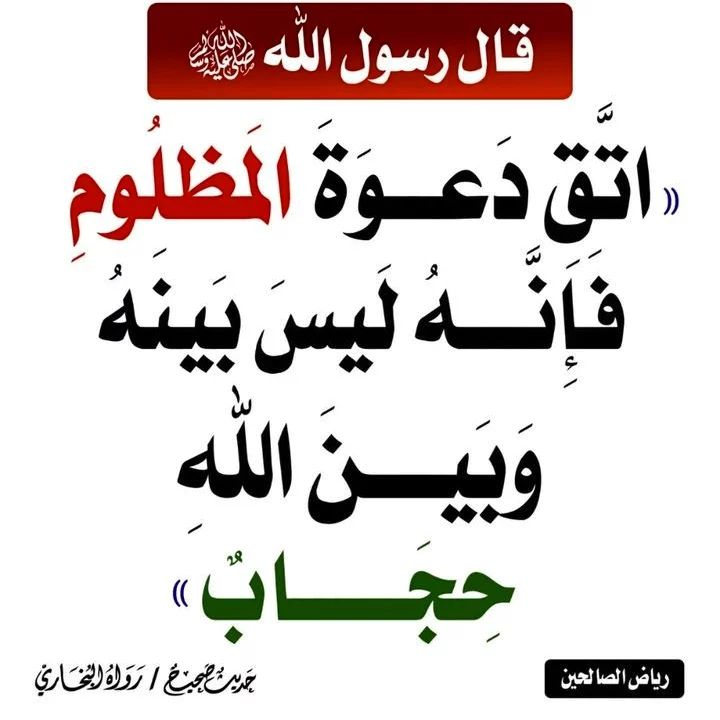 قال رسول الله ﷺ
(( اتَّق دَعـوَةَ المَظلُومِ
فَإِنَّـهُ لَيسَ بَينَهُ
وَبَيـنَ اللهِ
حِجَـابٌ ))
حديث صحيح / رواه البخاري
رياض الصالحين